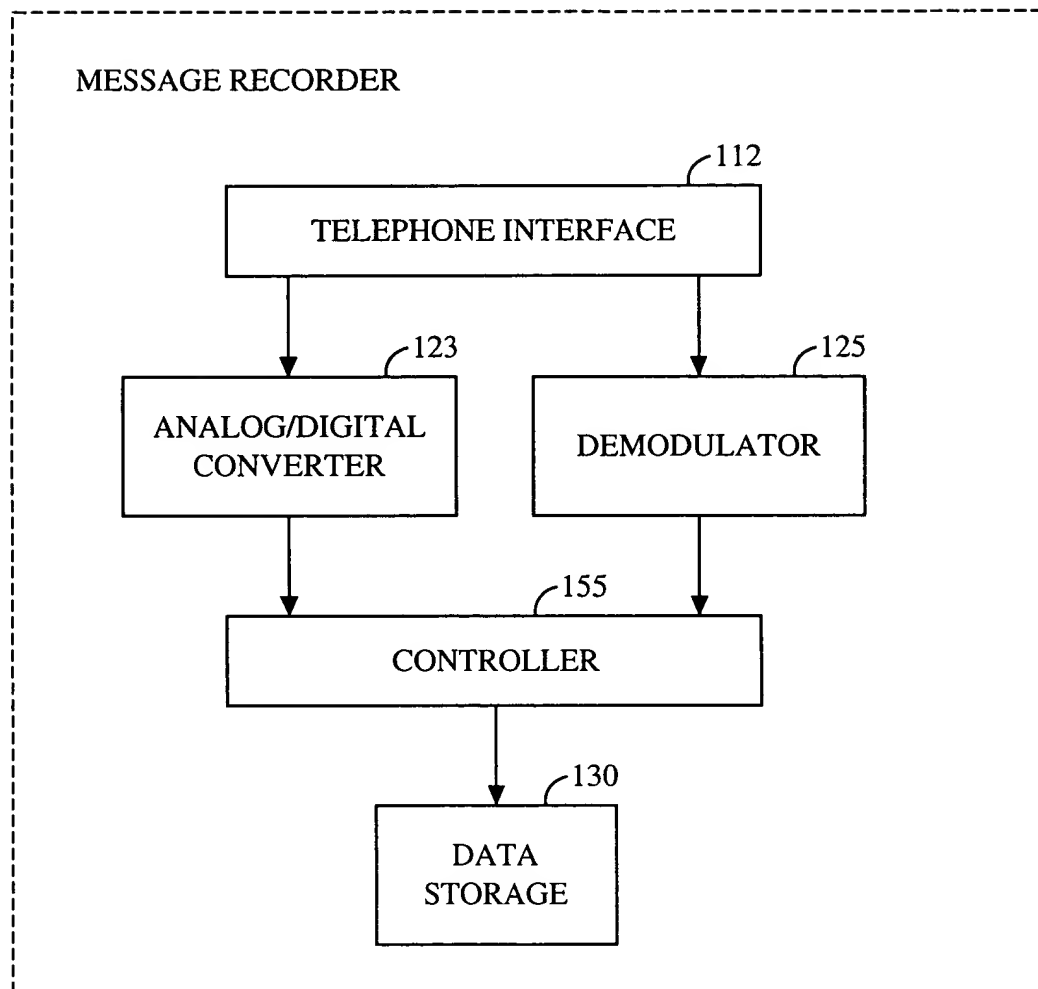 MESSAGE RECORDER
112
TELEPHONE INTERFACE
123
125
ANALOG/DIGITAL
CONVERTER
DEMODULATOR
155
CONTROLLER
130
DATA
STORAGE